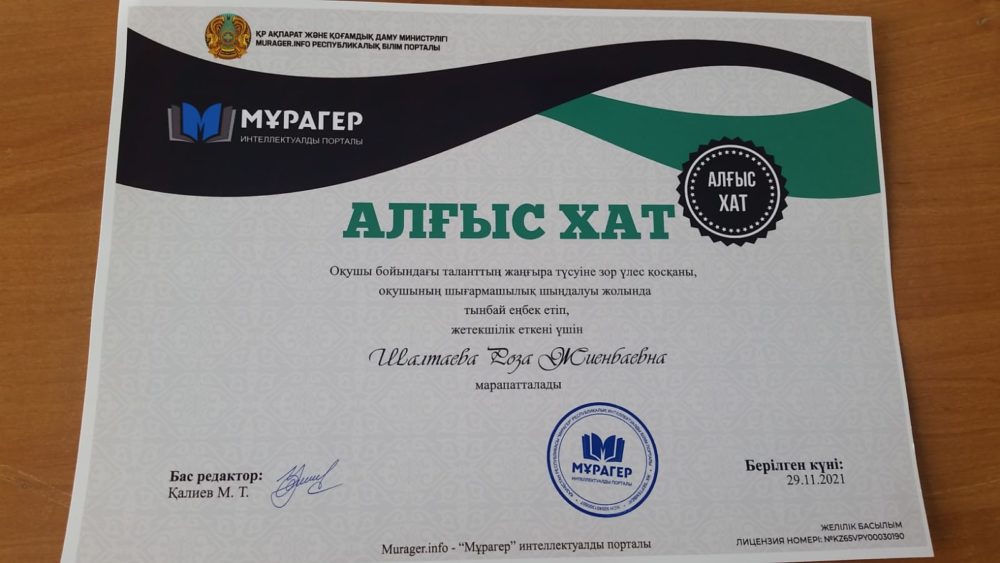 ҚР АҚПАРАТ ЖӘНЕ ҚОҒАМДЫҚ ДАМУ МИНИСТРЛІГІ
MURAGER.INFO РЕСПУБЛИКАЛЫҚ БІЛІМ ПОРТАЛЫ
МҰРАГЕР
ИНТЕЛЛЕКТУАЛДЫ ПОРТАЛЫ
АЛҒЫС
ХАТ
АЛҒЫС ХАТ
Оқушы бойындағы таланттың жаңғыра түсуіне зор үлес қосқаны,
оқушының шығармашылық шыңдалуы жолында
тынбай еңбек етіп,
жетекшілік еткені үшін
Шалтаева Роза Жиенбаевна
марапатталады
МҰРАГЕР
ИНТЕЛЛЕКТУАЛДЫ ПОРТАЛЫ
Бас редактор:
Қалиев М. Т.
Берілген күні:
29.11.2021
ЖЕЛІЛІК БАСЫЛЫМ
ЛИЦЕНЗИЯ НОМЕРІ: №KZ65VPY00030190
Murager.info - “Мұрагер” интеллектуалды порталы